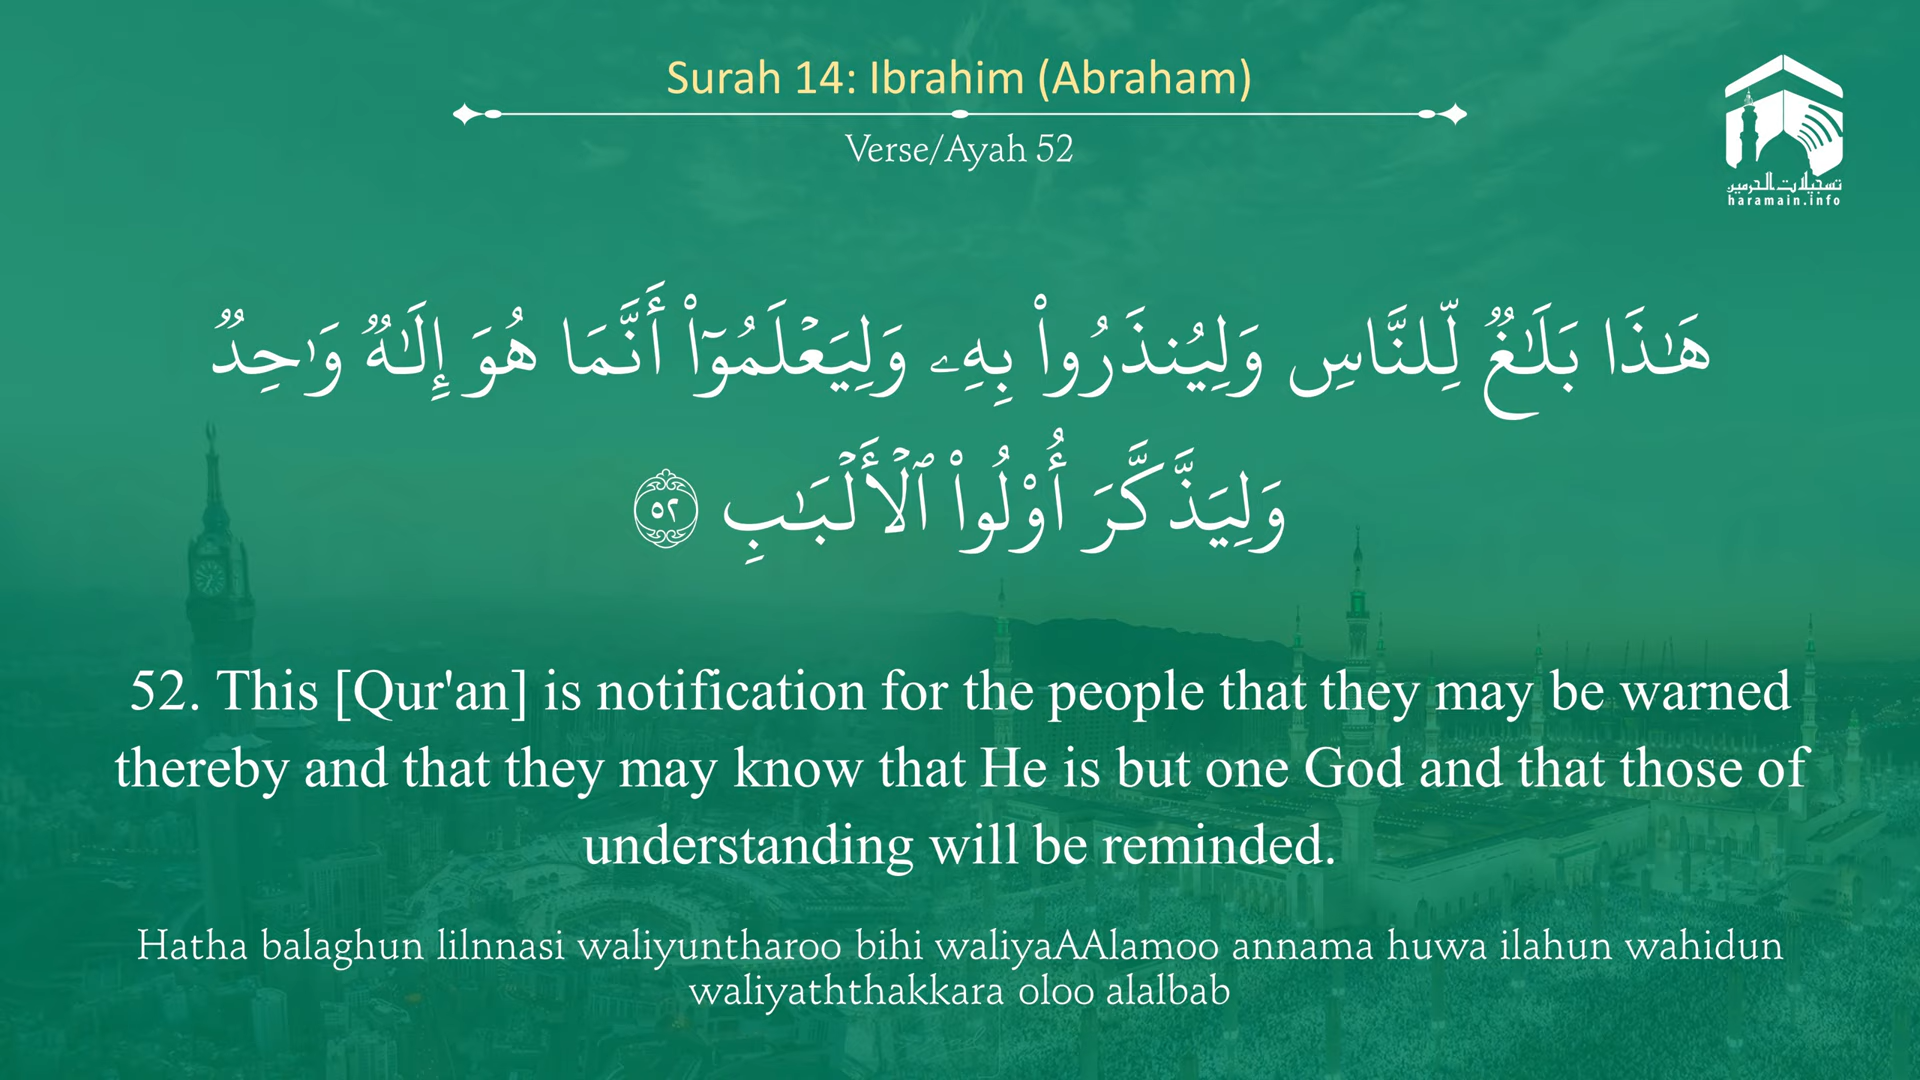 Surah 14: Ibrahim (Abraham)
Verse/Ayah 52
تسجيلات الحرمين
haramain.info
هَـٰذَا بَلَـٰغٌۭ لِّلنَّاسِ وَلِيُنذَرُوا۟ بِهِۦ وَلِيَعْلَمُوٓا۟ أَنَّمَا هُوَ إِلَـٰهٌۭ وَٰحِدٌۭ
وَلِيَذَّكَّرَ أُو۟لُوا۟ ٱلْأَلْبَـٰبِ ٥٢
52. This [Qur'an] is notification for the people that they may be warned
thereby and that they may know that He is but one God and that those of
understanding will be reminded.
Hatha balaghun lilnnasi waliyuntharoo bihi waliyaAAlamoo annama huwa ilahun wahidun
waliyaththakkara oloo alalbab